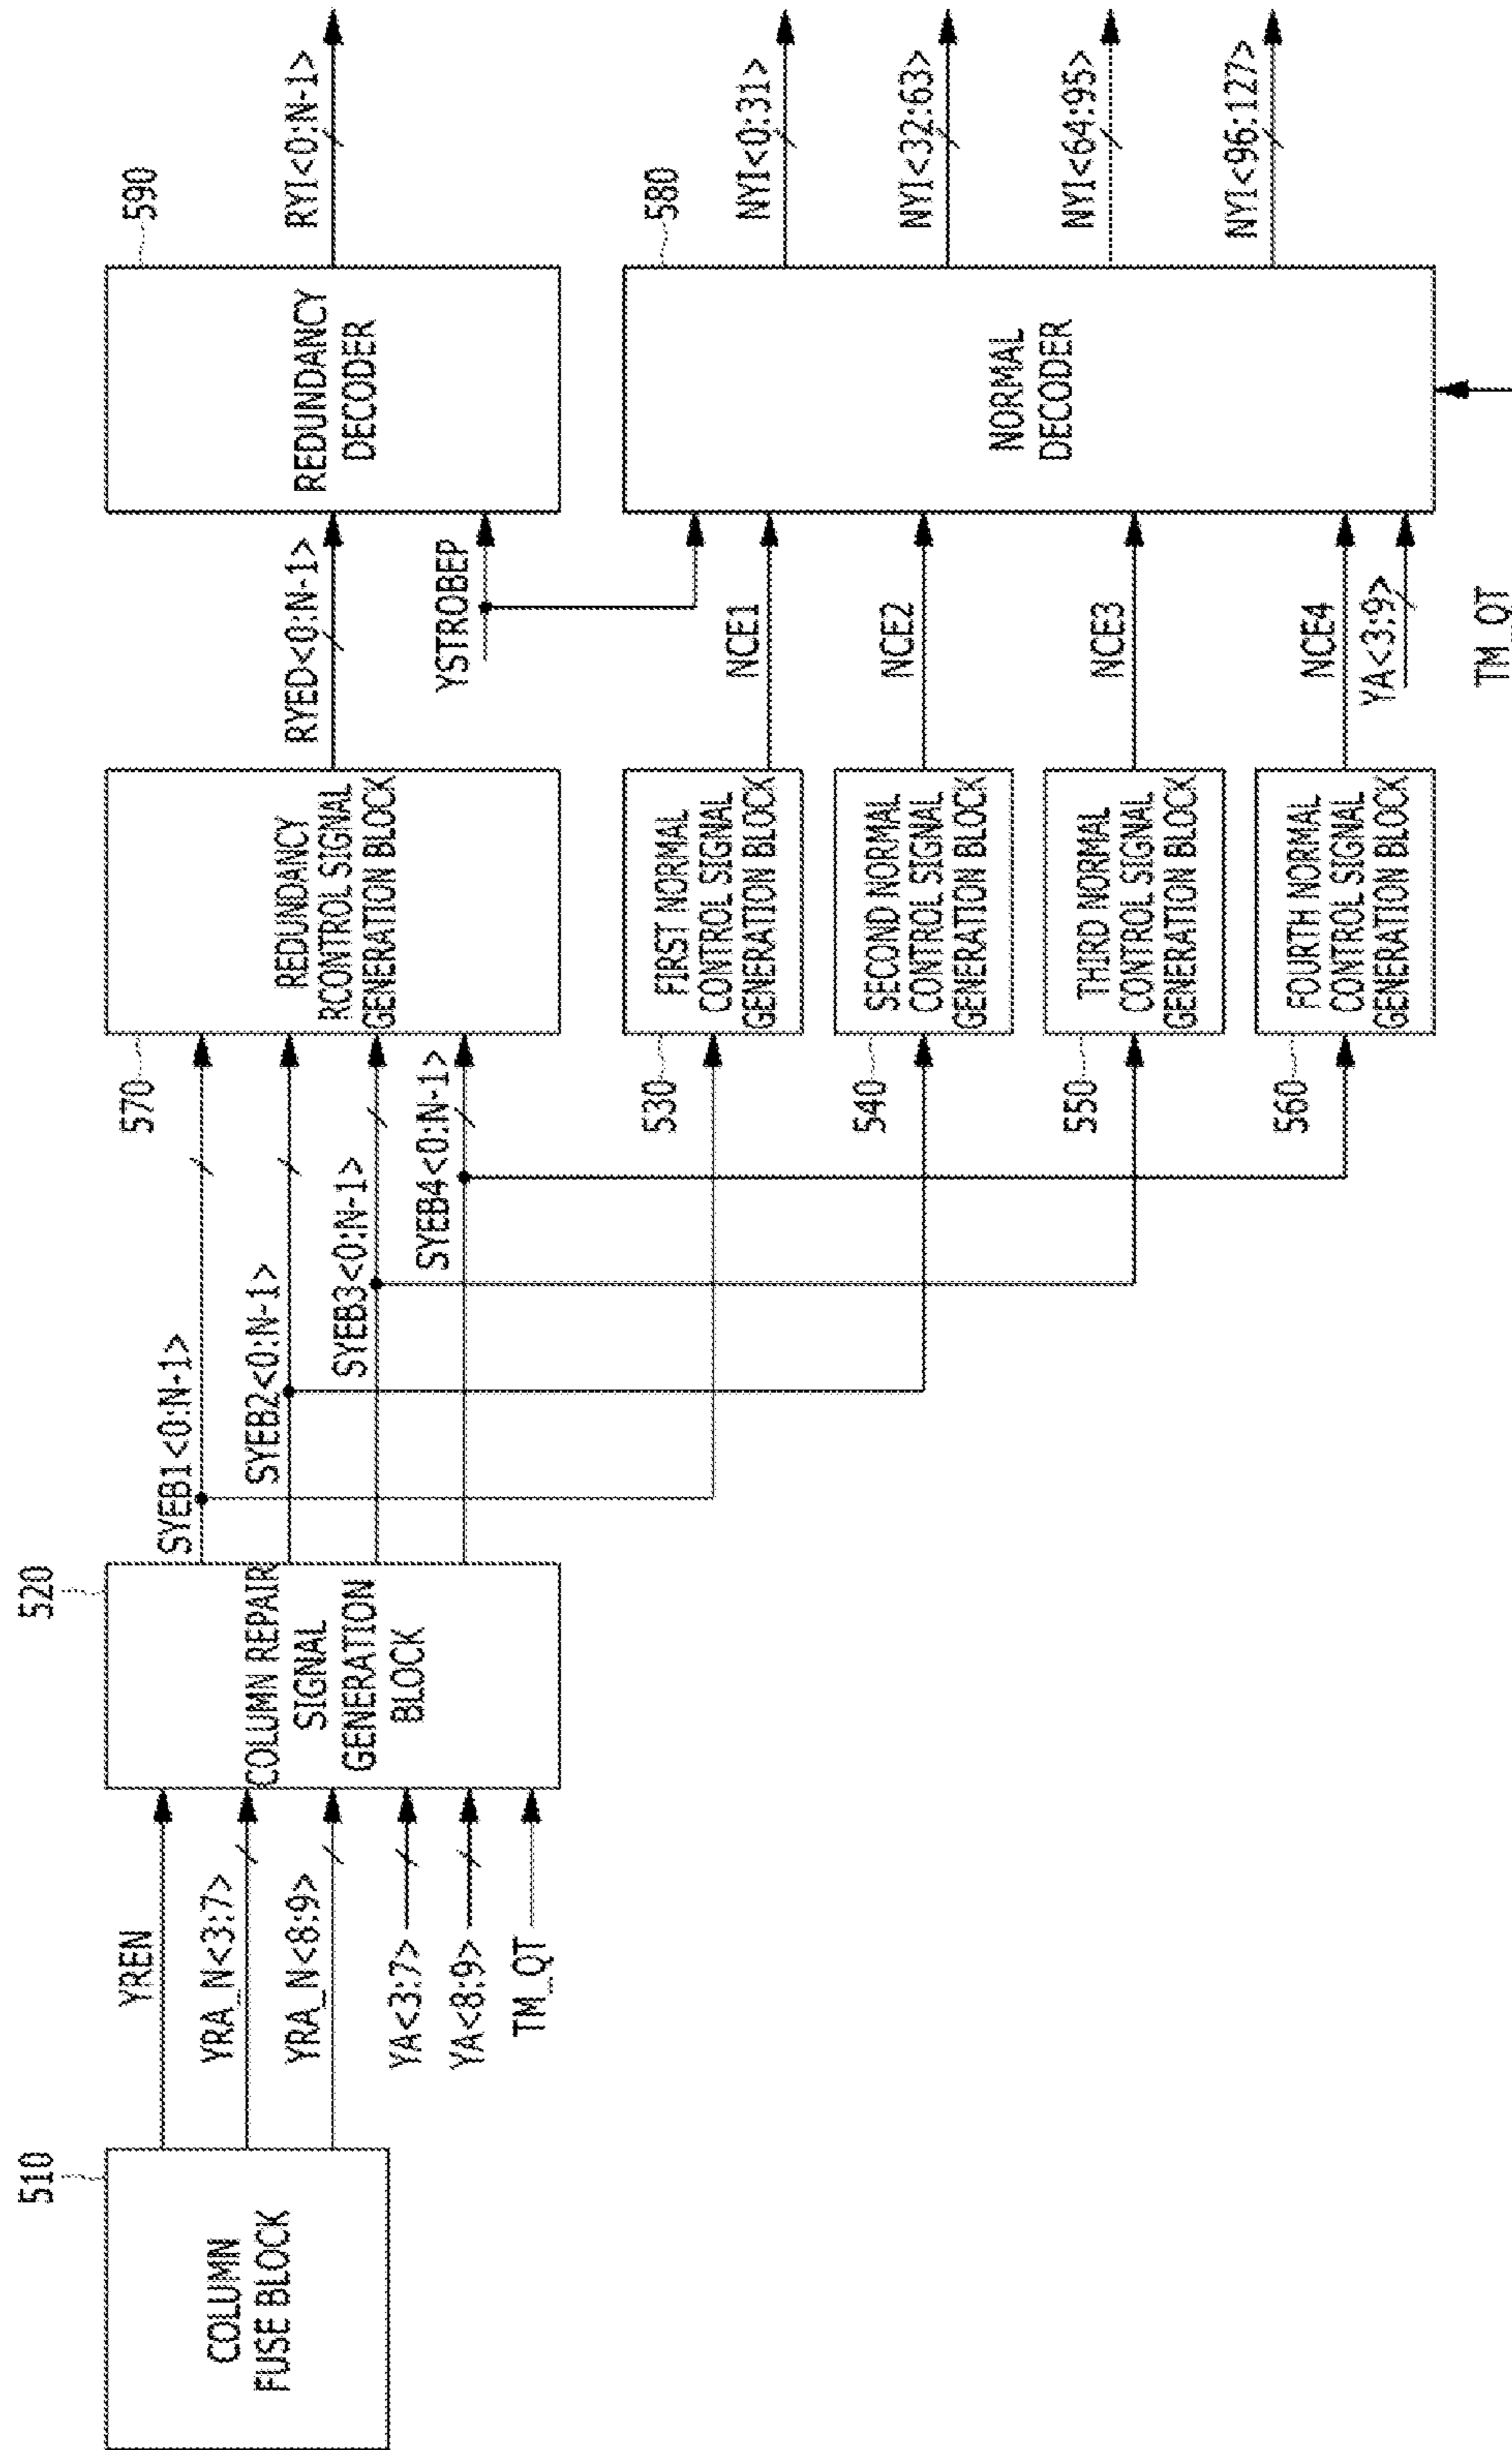 510
COLUMN
FUSE BLOCK
YREN
YRA_N<3:7>
YRA_N<8:9>
YA<3:7>
YA<8:9>
TM_QT
520
COLUMN REPAIR
SIGNAL
GENERATION
BLOCK
SYEB1<0:N-1>
SYEB2<0:N-1>
SYEB3<0:N-1>
SYEB4<0:N-1>
570
REDUNDANCY
RCONTROL SIGNAL
GENERATION BLOCK
530
FIRST NORMAL
CONTROL SIGNAL
GENERATION BLOCK
540
SECOND NORMAL
CONTROL SIGNAL
GENERATION BLOCK
550
THIRD NORMAL
CONTROL SIGNAL
GENERATION BLOCK
560
FOURTH NORMAL
CONTROL SIGNAL
GENERATION BLOCK
RYED<0:N-1>
YSTROBEP
NCE1
NCE2
NCE3
NCE4
YA<3:9>
TM_QT
590
REDUNDANCY
DECODER
580
NORMAL
DECODER
RYI<0:N-1>
NYI<0:31>
NYI<32:63>
NYI<64:95>
NYI<96:127>